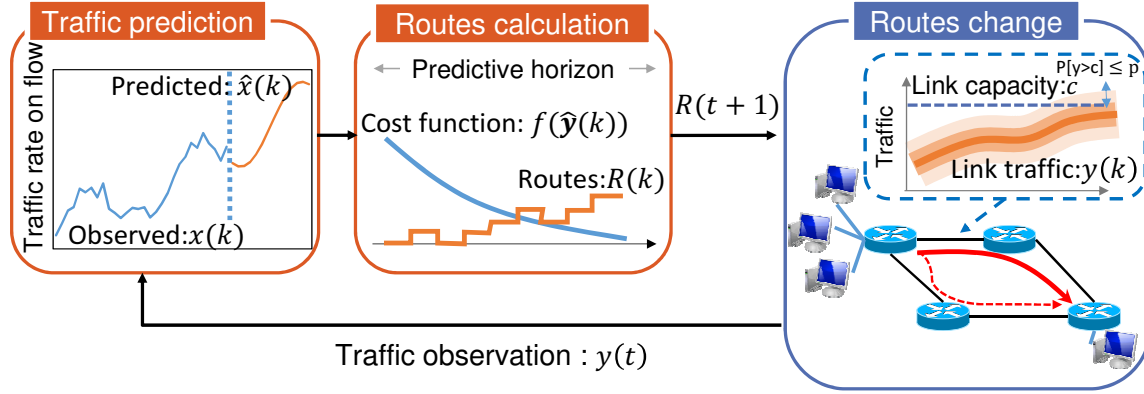 Traffic prediction
Traffic rate on flow
Predicted: x̂(k)
Observed:x(k)
Routes calculation
Predictive horizon
Cost function: f(ŷ(k))
Routes:R(k)
R(t + 1)
Routes change
P[y>c] ≤ p
Link capacity:c
Traffic
Link traffic:y(k)
Traffic observation : y(t)